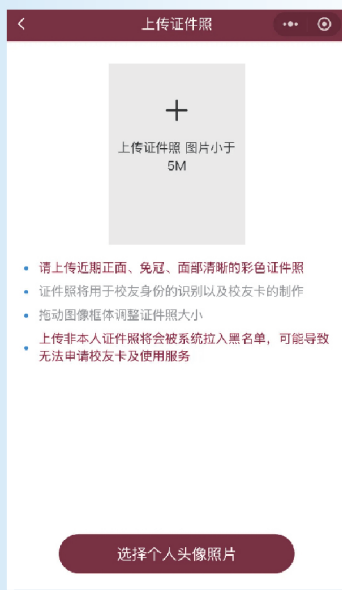 上传证件照
上传证件照 图片小于
5M
请上传近期正面、免冠、面部清晰的彩色证件照
证件照将用于校友身份的识别以及校友卡的制作
拖动图像框体调整证件照大小
上传非本人证件照将会被系统拉入黑名单，可能导致
无法申请校友卡及使用服务
选择个人头像照片